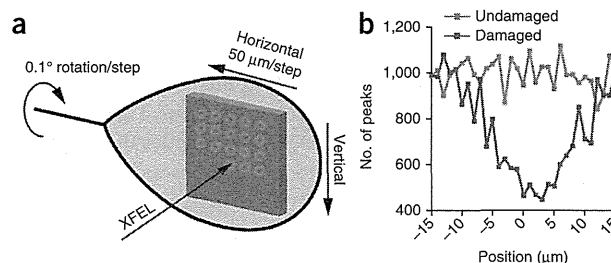 a
0.1° rotation/step
Horizontal
50 μm/step
Vertical
XFEL
b
Undamaged
Damaged
No. of peaks
1,200
1,000
800
600
400
−15
−10
−5
0
5
10
15
Position (μm)